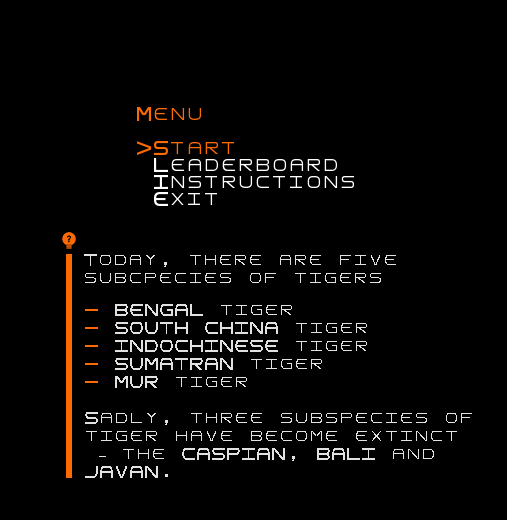 MENU
>START
LEADERBOARD
INSTRUCTIONS
EXIT
?
TODAY, THERE ARE FIVE
SUBCPECIES OF TIGERS
— BENGAL TIGER
— SOUTH CHINA TIGER
— INDOCHINESE TIGER
— SUMATRAN TIGER
— MUR TIGER
SADLY, THREE SUBSPECIES OF
TIGER HAVE BECOME EXTINCT
- THE CASPIAN, BALI AND
JAVAN.